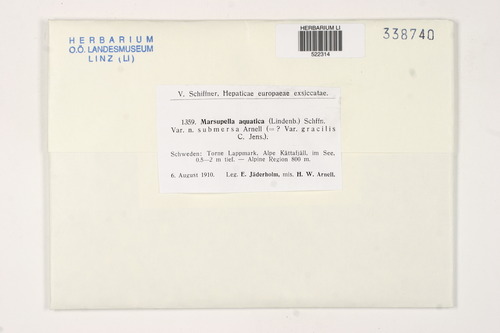 HERBARIUM
O.Ö. LANDESMUSEUM
LINZ (LI)
HERBARIUM LI
522314
338740
V. Schiffner. Hepaticae europaeae exsiccatae.
1359. Marsupella aquatica (Lindenb.) Schffn.
Var. n. submersa Arnell (= ? Var. gracilis
C. Jens.).
Schweden: Torne Lappmark. Alpe Kåttafjäll, im See,
0.5—2 m tief. — Alpine Region 800 m.
6. August 1910. Leg. E. Jäderholm, mis. H. W. Arnell.